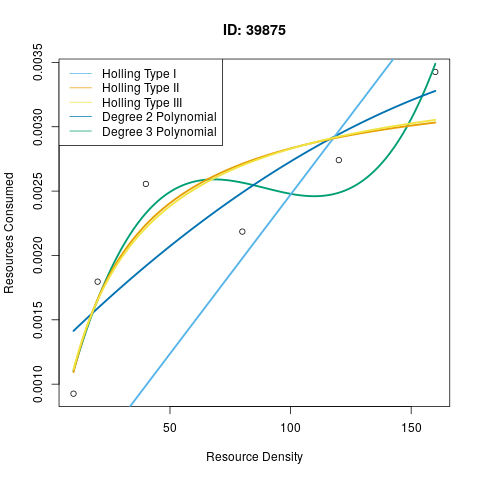 ID: 39875
Holling Type I
Holling Type II
Holling Type III
Degree 2 Polynomial
Degree 3 Polynomial
Resources Consumed
0.0035
0.0030
0.0025
0.0020
0.0015
0.0010
50
100
150
Resource Density